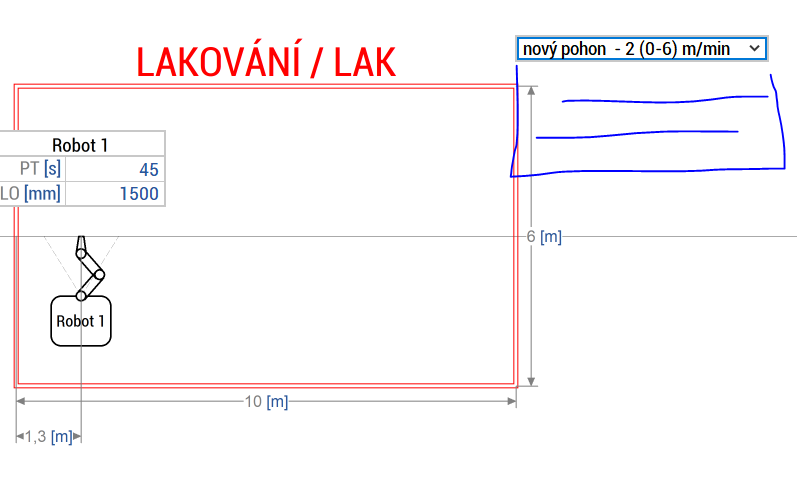 nový pohon - 2 (0-6) m/min
LAKOVÁNÍ / LAK
Robot 1
PT [s] 45
LO [mm] 1500
6 [m]
Robot 1
10 [m]
1,3 [m]